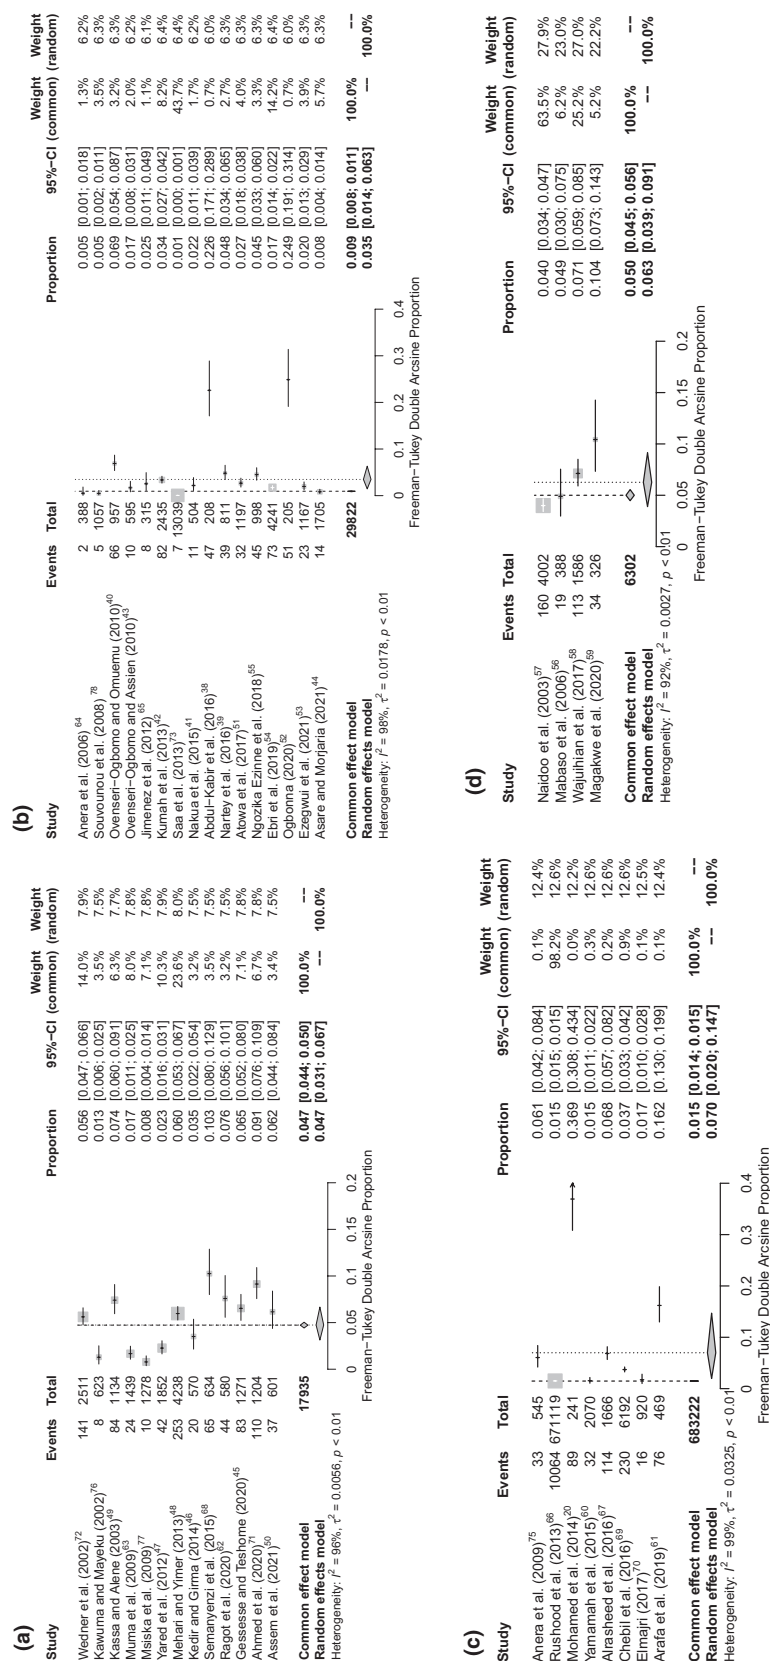 (a)
Study Events Total Proportion 95%−CI Weight (common) Weight (random)
Wedner et al. (2002)72 141 2511 0.056 [0.047; 0.066] 14.0% 7.9%
Kawuma and Mayeku (2002)76 8 623 0.013 [0.006; 0.025] 3.5% 7.5%
Kassa and Alene (2003)49 84 1134 0.074 [0.060; 0.091] 6.3% 7.7%
Muma et al. (2009)63 24 1439 0.017 [0.011; 0.025] 8.0% 7.8%
Msiska et al. (2009)77 10 1278 0.008 [0.004; 0.014] 7.1% 7.8%
Yared et al. (2012)47 42 1852 0.023 [0.016; 0.031] 10.3% 7.9%
Mehari and Yimer (2013)48 253 4238 0.060 [0.053; 0.067] 23.6% 8.0%
Kedir and Girma (2014)46 20 570 0.035 [0.022; 0.054] 3.2% 7.5%
Semanyenzi et al. (2015)68 65 634 0.103 [0.080; 0.129] 3.5% 7.5%
Ragot et al. (2020)62 44 580 0.076 [0.056; 0.101] 3.2% 7.5%
Gessesse and Teshome (2020)45 83 1271 0.065 [0.052; 0.080] 7.1% 7.8%
Ahmed et al. (2020)71 110 1204 0.091 [0.076; 0.109] 6.7% 7.8%
Assem et al. (2021)50 37 601 0.062 [0.044; 0.084] 3.4% 7.5%
Common effect model 17935 0.047 [0.044; 0.050] 100.0% −−
Random effects model 0.047 [0.031; 0.067] −− 100.0%
Heterogeneity: I2 = 96%, τ2 = 0.0056, p < 0.01
0 0.05 0.1 0.15 0.2
Freeman−Tukey Double Arcsine Proportion
(b)
Study Events Total Proportion 95%−CI Weight (common) Weight (random)
Anera et al. (2006)64 2 388 0.005 [0.001; 0.018] 1.3% 6.2%
Souvounou et al. (2008)78 5 1057 0.005 [0.002; 0.011] 3.5% 6.3%
Ovenseri-Ogbomo and Omuemu (2010)40 66 957 0.069 [0.054; 0.087] 3.2% 6.3%
Ovenseri-Ogbomo and Assien (2010)43 10 595 0.017 [0.008; 0.031] 2.0% 6.2%
Jimenez et al. (2012)65 8 315 0.025 [0.011; 0.049] 1.1% 6.1%
Kumah et al. (2013)42 82 2435 0.034 [0.027; 0.042] 8.2% 6.4%
Saa et al. (2013)73 7 13039 0.001 [0.000; 0.001] 43.7% 6.4%
Nakua et al. (2015)41 11 504 0.022 [0.011; 0.039] 1.7% 6.2%
Abdul−Kabir et al. (2016)38 47 208 0.226 [0.171; 0.289] 0.7% 6.0%
Nartey et al. (2016)39 39 811 0.048 [0.034; 0.065] 2.7% 6.3%
Atowa et al. (2017)51 32 1197 0.027 [0.018; 0.038] 4.0% 6.3%
Ngozika Ezinne et al. (2018)55 45 998 0.045 [0.033; 0.060] 3.3% 6.3%
Ebri et al. (2019)54 73 4241 0.017 [0.014; 0.022] 14.2% 6.4%
Ogbonna (2020)52 51 205 0.249 [0.191; 0.314] 0.7% 6.0%
Ezegwui et al. (2021)53 23 1167 0.020 [0.013; 0.029] 3.9% 6.3%
Asare and Morjaria (2021)44 14 1705 0.008 [0.004; 0.014] 5.7% 6.3%
Common effect model 29822 0.009 [0.008; 0.011] 100.0% −−
Random effects model 0.035 [0.014; 0.063] −− 100.0%
Heterogeneity: I2 = 98%, τ2 = 0.0178, p < 0.01
0 0.1 0.2 0.3 0.4
Freeman−Tukey Double Arcsine Proportion
(c)
Study Events Total Proportion 95%−CI Weight (common) Weight (random)
Anera et al. (2009)75 33 545 0.061 [0.042; 0.084] 0.1% 12.4%
Rushood et al. (2013)66 10064 671119 0.015 [0.015; 0.015] 98.2% 12.6%
Mohamed et al. (2014)20 89 241 0.369 [0.308; 0.434] 0.0% 12.2%
Yamamah et al. (2015)60 32 2070 0.015 [0.011; 0.022] 0.3% 12.6%
Alrasheed et al. (2016)67 114 1666 0.068 [0.057; 0.082] 0.2% 12.6%
Chebil et al. (2016)69 230 6192 0.037 [0.033; 0.042] 0.9% 12.6%
Elmajri (2017)70 16 920 0.017 [0.010; 0.028] 0.1% 12.5%
Arafa et al. (2019)61 76 469 0.162 [0.130; 0.199] 0.1% 12.4%
Common effect model 683222 0.015 [0.014; 0.015] 100.0% −−
Random effects model 0.070 [0.020; 0.147] −− 100.0%
Heterogeneity: I2 = 99%, τ2 = 0.0325, p < 0.01
0 0.1 0.2 0.3 0.4
Freeman−Tukey Double Arcsine Proportion
(d)
Study Events Total Proportion 95%−CI Weight (common) Weight (random)
Naidoo et al. (2003)57 160 4002 0.040 [0.034; 0.047] 63.5% 27.9%
Mabaso et al. (2006)56 19 388 0.049 [0.030; 0.075] 6.2% 23.0%
Wajuihian et al. (2017)58 113 1586 0.071 [0.059; 0.085] 25.2% 27.0%
Magakwe et al. (2020)59 34 326 0.104 [0.073; 0.143] 5.2% 22.2%
Common effect model 6302 0.050 [0.045; 0.056] 100.0% −−
Random effects model 0.063 [0.039; 0.091] −− 100.0%
Heterogeneity: I2 = 92%, τ2 = 0.0027, p < 0.01
0 0.05 0.1 0.15 0.2
Freeman−Tukey Double Arcsine Proportion